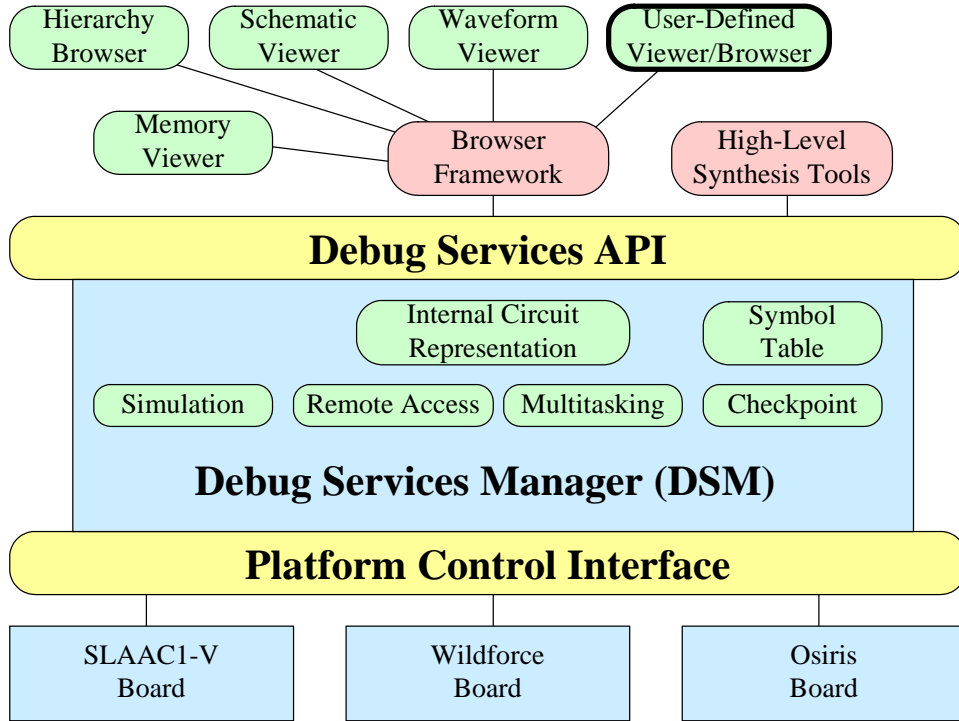 Hierarchy
Browser
Schematic
Viewer
Waveform
Viewer
User-Defined
Viewer/Browser
Memory
Viewer
Browser
Framework
High-Level
Synthesis Tools
Debug Services API
Internal Circuit
Representation
Symbol
Table
Simulation
Remote Access
Multitasking
Checkpoint
Debug Services Manager (DSM)
Platform Control Interface
SLAAC1-V
Board
Wildforce
Board
Osiris
Board